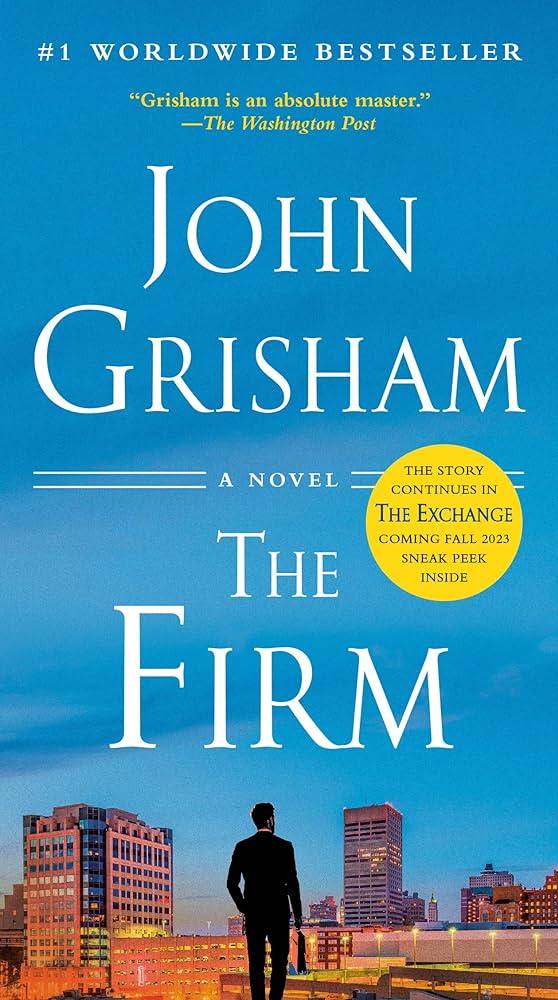 #1 WORLDWIDE BESTSELLER
“Grisham is an absolute master.”
—The Washington Post
JOHN
GRISHAM
A NOVEL
THE STORY
CONTINUES IN
THE EXCHANGE
COMING FALL 2023
SNEAK PEEK
INSIDE
THE
FIRM